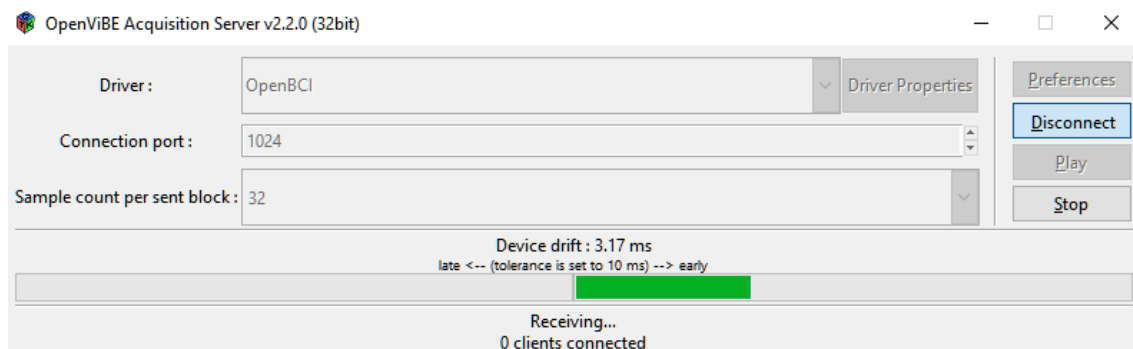 OpenViBE Acquisition Server v2.2.0 (32bit)
Driver : OpenBCI Driver Properties
Preferences
Disconnect
Connection port : 1024
Play
Sample count per sent block : 32
Stop
Device drift : 3.17 ms
late <-- (tolerance is set to 10 ms) --> early
Receiving...
0 clients connected